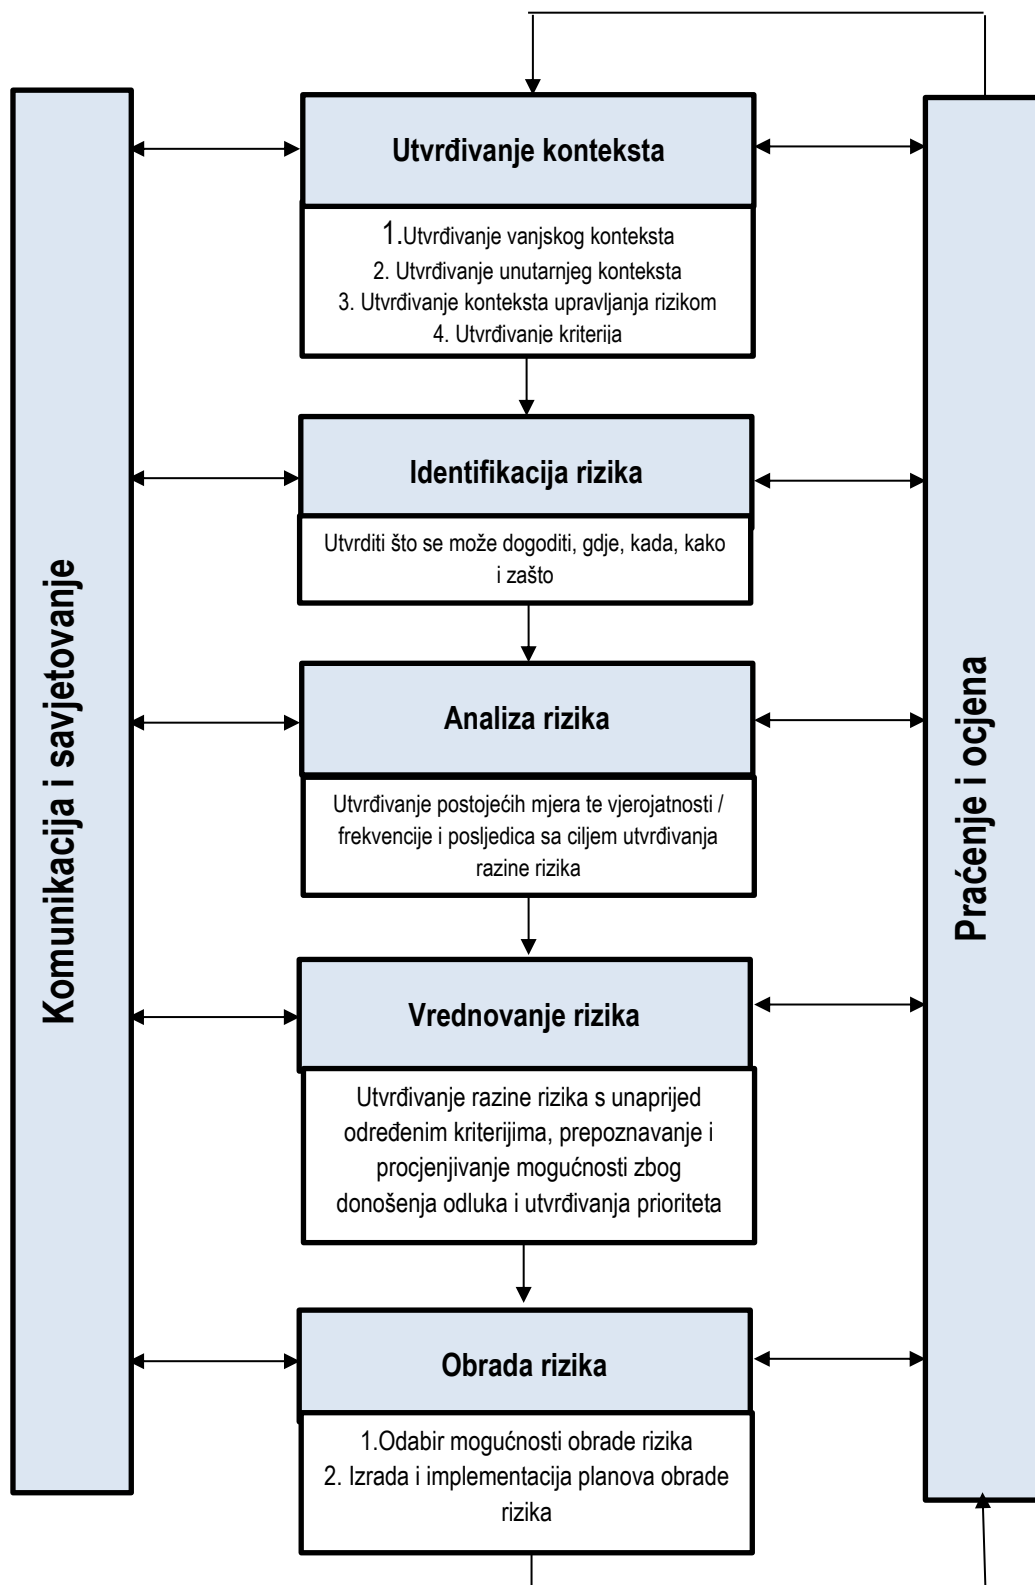 Komunikacija i savjetovanje
Utvrđivanje konteksta
1.Utvrđivanje vanjskog konteksta
2. Utvrđivanje unutarnjeg konteksta
3. Utvrđivanje konteksta upravljanja rizikom
4. Utvrđivanje kriterija
Identifikacija rizika
Utvrditi što se može dogoditi, gdje, kada, kako
i zašto
Analiza rizika
Utvrđivanje postojećih mjera te vjerojatnosti /
frekvencije i posljedica sa ciljem utvrđivanja
razine rizika
Vrednovanje rizika
Utvrđivanje razine rizika s unaprijed
određenim kriterijima, prepoznavanje i
procjenjivanje mogućnosti zbog
donošenja odluka i utvrđivanja prioriteta
Obrada rizika
1.Odabir mogućnosti obrade rizika
2. Izrada i implementacija planova obrade
rizika
Praćenje i ocjena